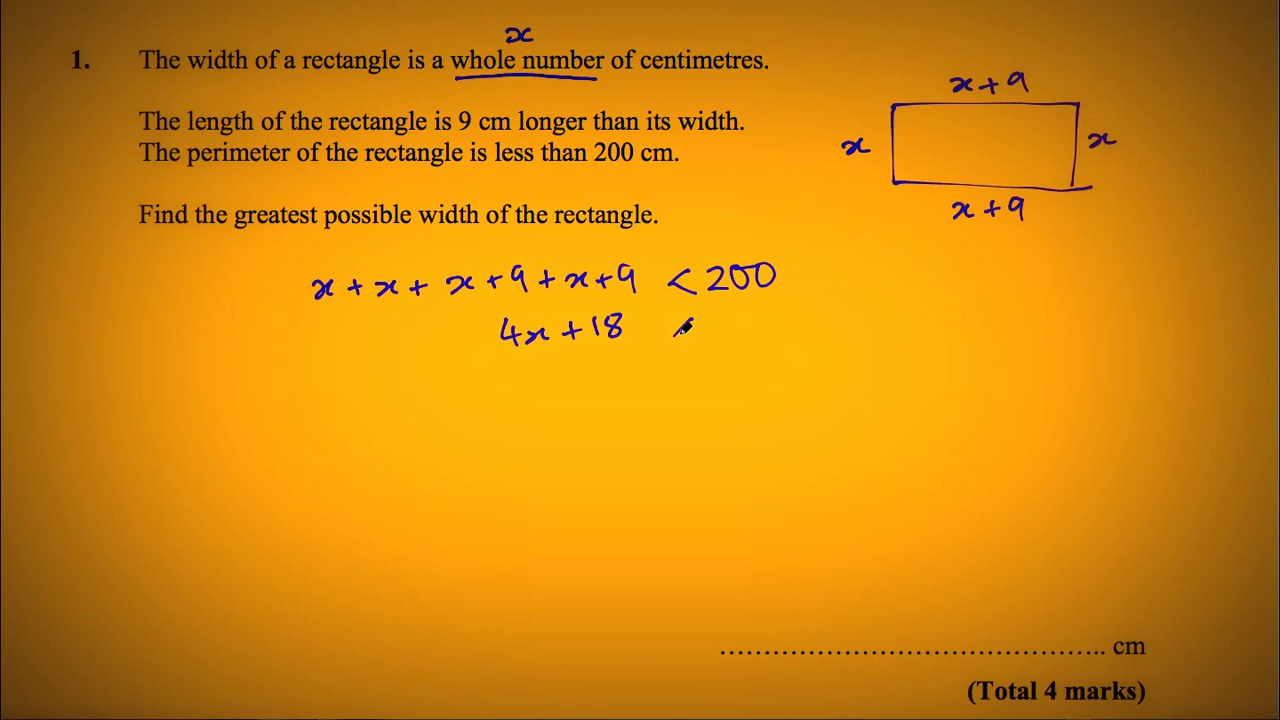 x
1. The width of a rectangle is a whole number of centimetres.
The length of the rectangle is 9 cm longer than its width.
The perimeter of the rectangle is less than 200 cm.
Find the greatest possible width of the rectangle.
x + 9
x
x
x + 9
x + x + x + 9 + x + 9 < 200
4x + 18
........................................... cm
(Total 4 marks)